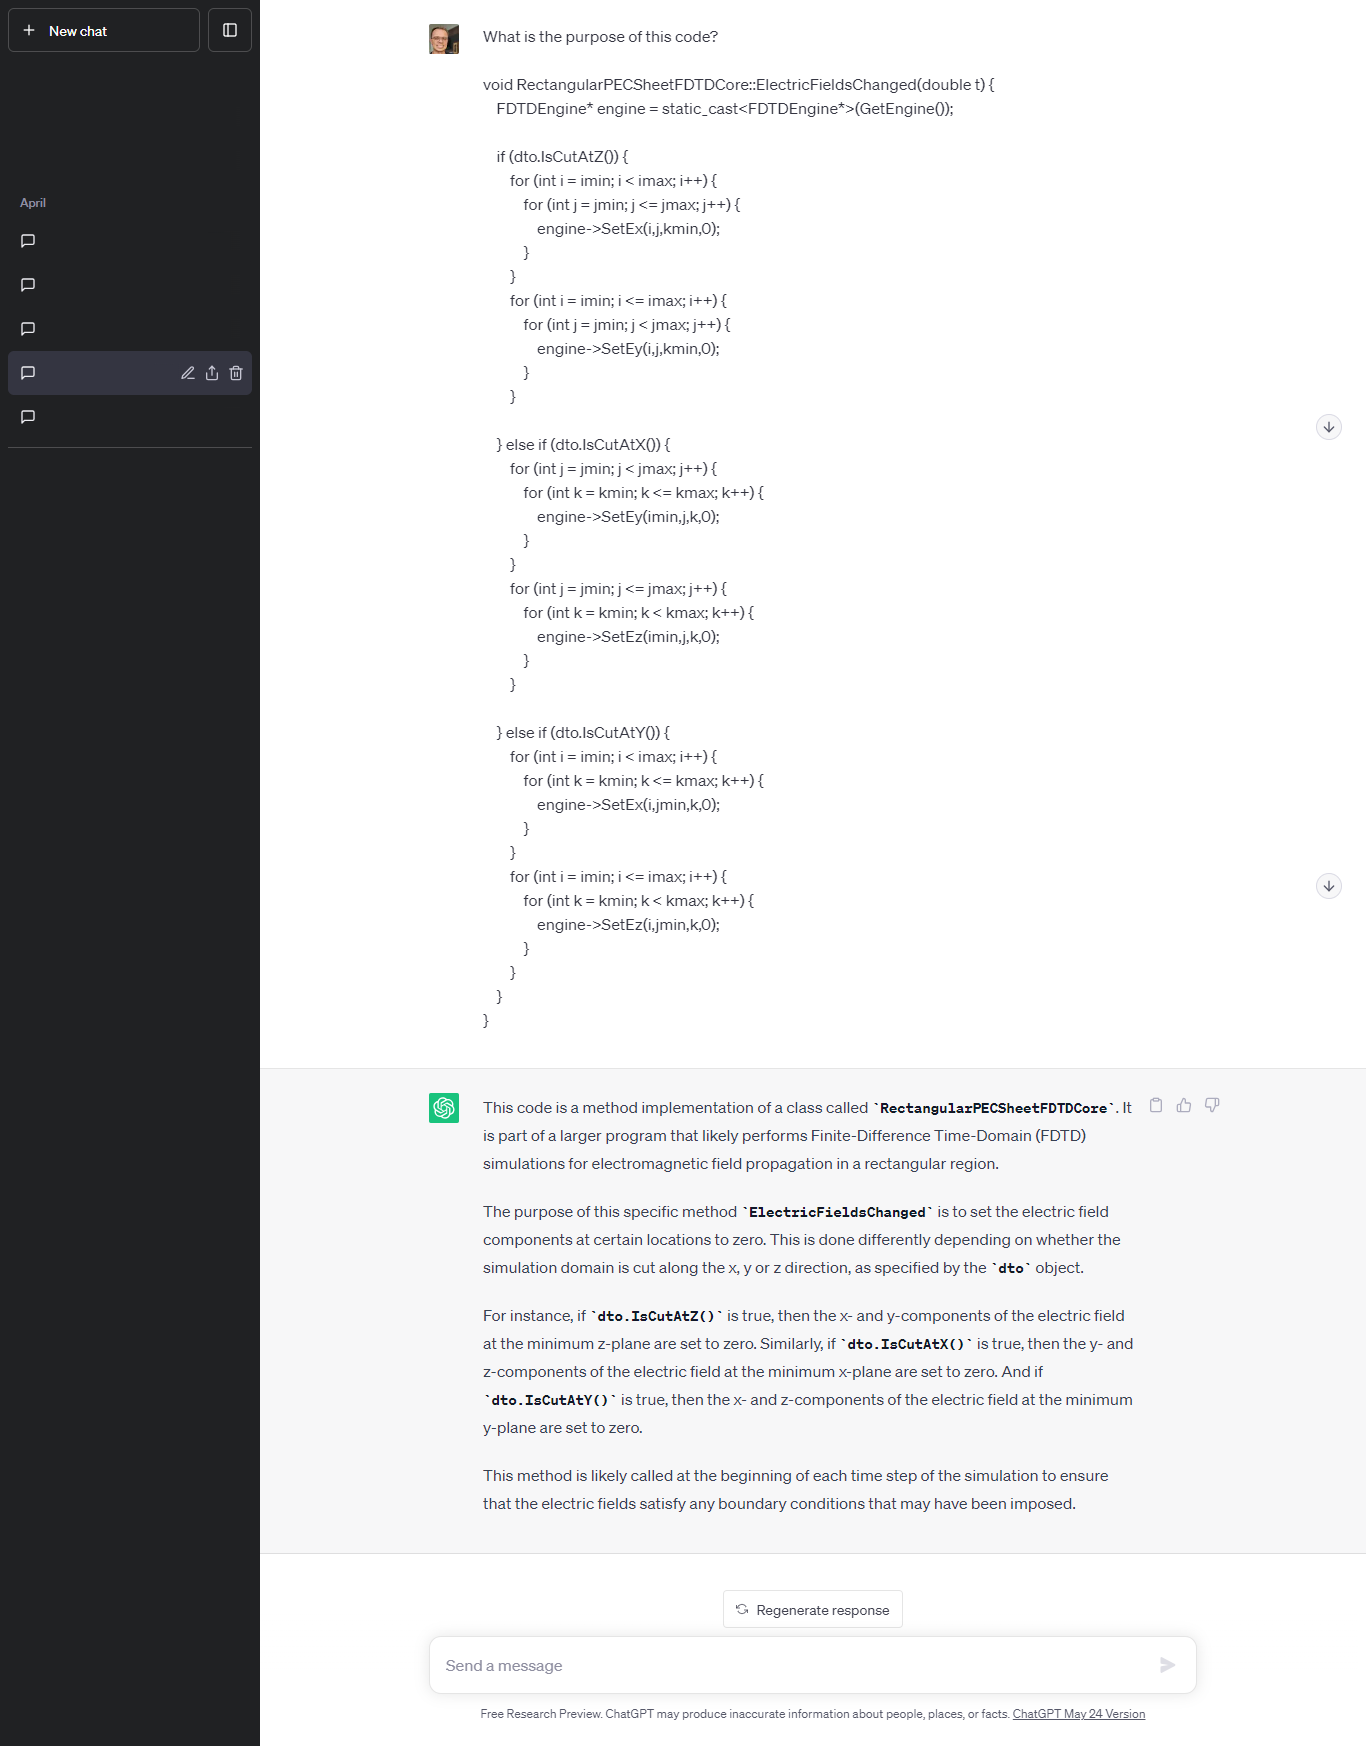 New chat
April
What is the purpose of this code?
void RectangularPECSheetFDTDCore::ElectricFieldsChanged(double t) {
FDTDEngine* engine = static_cast<FDTDEngine*>(GetEngine());
if (dto.IsCutAtZ()) {
for (int i = imin; i < imax; i++) {
for (int j = jmin; j <= jmax; j++) {
engine->SetEx(i,j,kmin,0);
}
}
for (int i = imin; i <= imax; i++) {
for (int j = jmin; j < jmax; j++) {
engine->SetEy(i,j,kmin,0);
}
}
} else if (dto.IsCutAtX()) {
for (int j = jmin; j < jmax; j++) {
for (int k = kmin; k <= kmax; k++) {
engine->SetEy(imin,j,k,0);
}
}
for (int j = jmin; j <= jmax; j++) {
for (int k = kmin; k < kmax; k++) {
engine->SetEz(imin,j,k,0);
}
}
} else if (dto.IsCutAtY()) {
for (int i = imin; i < imax; i++) {
for (int k = kmin; k <= kmax; k++) {
engine->SetEx(i,jmin,k,0);
}
}
for (int i = imin; i <= imax; i++) {
for (int k = kmin; k < kmax; k++) {
engine->SetEz(i,jmin,k,0);
}
}
}
}
This code is a method implementation of a class called `RectangularPECSheetFDTDCore`. It
is part of a larger program that likely performs Finite-Difference Time-Domain (FDTD)
simulations for electromagnetic field propagation in a rectangular region.
The purpose of this specific method `ElectricFieldsChanged` is to set the electric field
components at certain locations to zero. This is done differently depending on whether the
simulation domain is cut along the x, y or z direction, as specified by the `dto` object.
For instance, if `dto.IsCutAtZ()` is true, then the x- and y-components of the electric field
at the minimum z-plane are set to zero. Similarly, if `dto.IsCutAtX()` is true, then the y- and
z-components of the electric field at the minimum x-plane are set to zero. And if
`dto.IsCutAtY()` is true, then the x- and z-components of the electric field at the minimum
y-plane are set to zero.
This method is likely called at the beginning of each time step of the simulation to ensure
that the electric fields satisfy any boundary conditions that may have been imposed.
Regenerate response
Send a message
Free Research Preview. ChatGPT may produce inaccurate information about people, places, or facts. ChatGPT May 24 Version